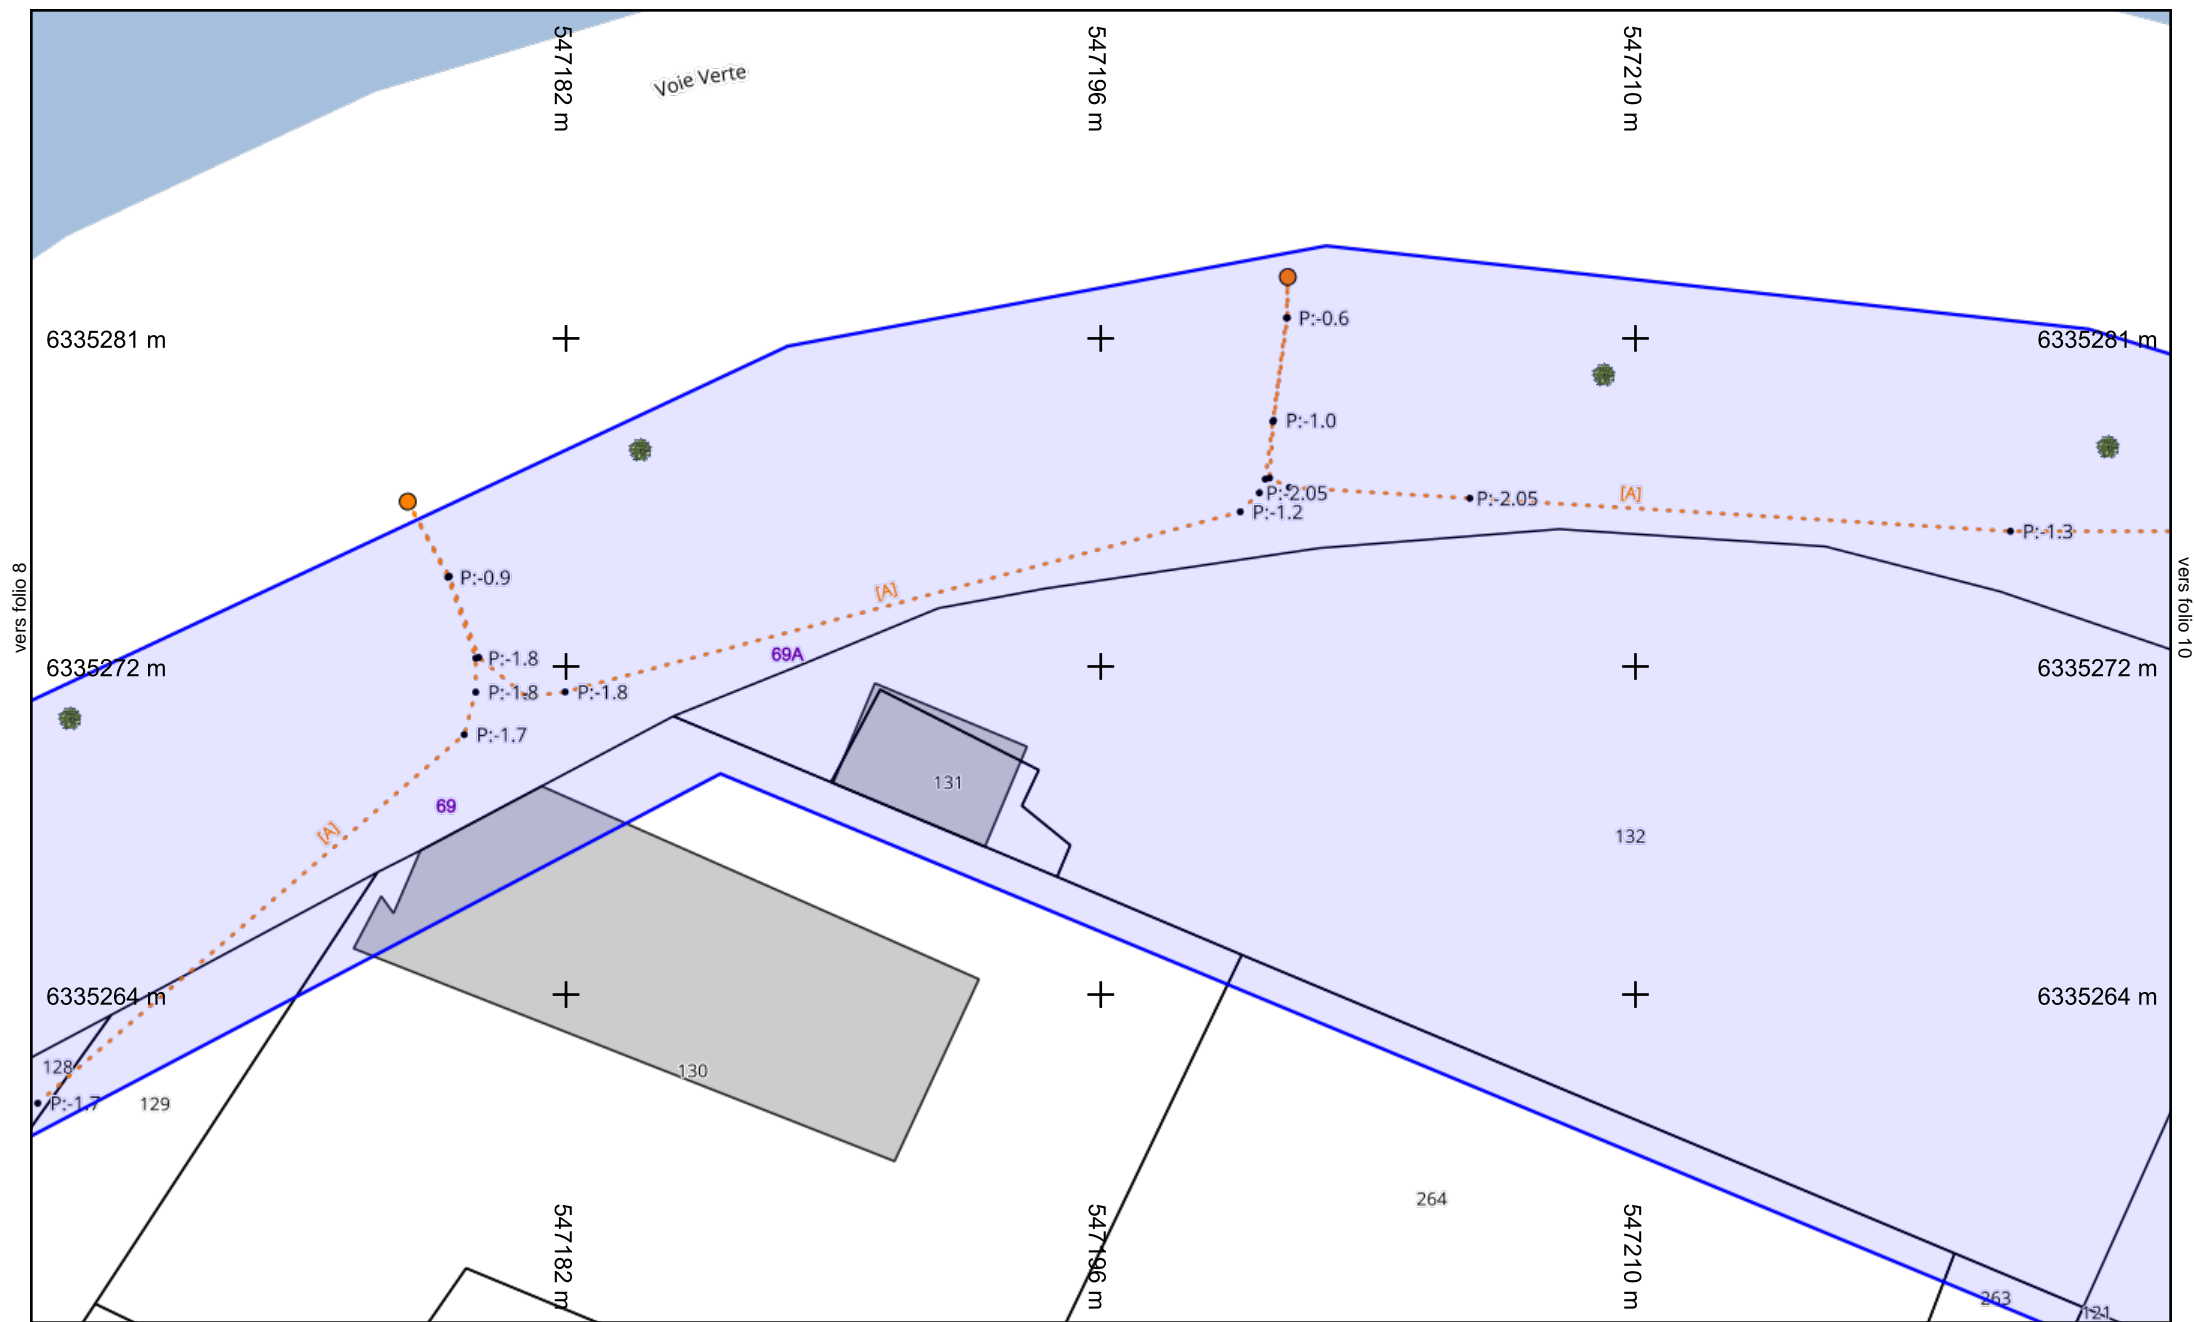 547182 m
547196 m
547210 m
Voie Verte
P:-0.6
6335281 m
6335281 m
P:-1.0
P:-2.05
P:-2.05
[A]
P:-1.2
P:-1.3
P:-0.9
[A]
vers folio 8
vers folio 10
P:-1.8
69A
6335272 m
6335272 m
P:-1.8
P:-1.8
P:-1.7
131
69
[A]
132
6335264 m
6335264 m
128
130
P:-1.7
129
264
547182 m
547196 m
547210 m
263
121